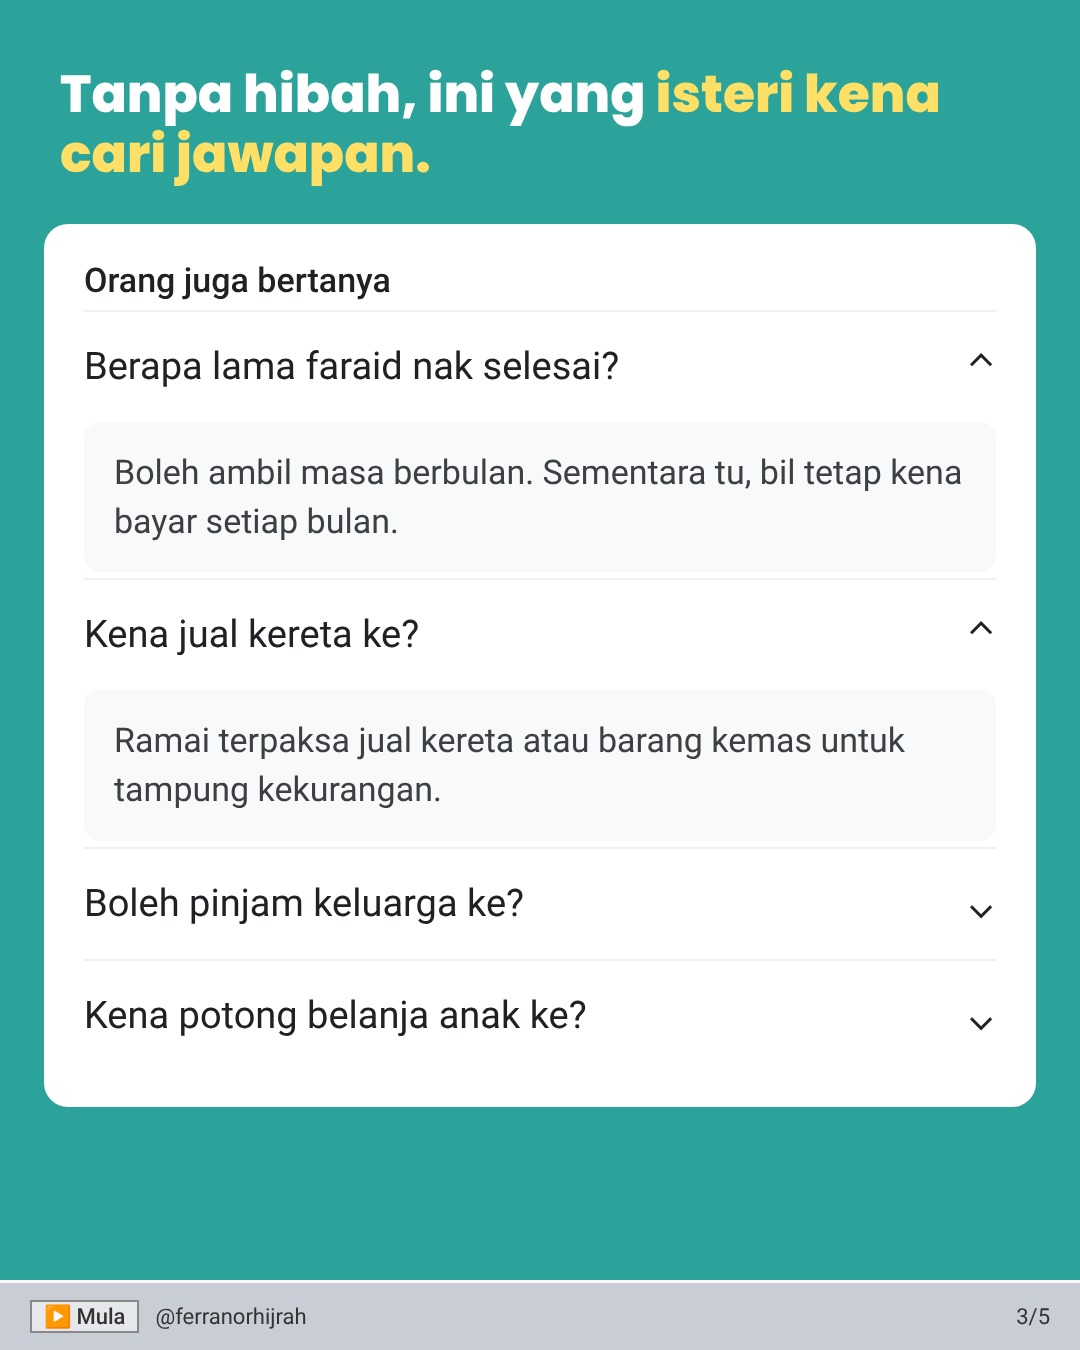 Tanpa hibah, ini yang isteri kena
cari jawapan.
Orang juga bertanya
Berapa lama faraid nak selesai?
Boleh ambil masa berbulan. Sementara tu, bil tetap kena
bayar setiap bulan.
Kena jual kereta ke?
Ramai terpaksa jual kereta atau barang kemas untuk
tampung kekurangan.
Boleh pinjam keluarga ke?
Kena potong belanja anak ke?
Mula @ferranorhijrah 3/5